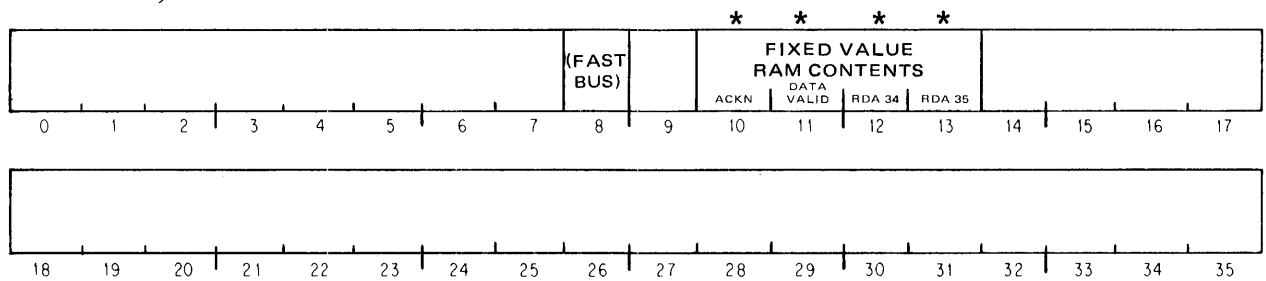 * * * *
(FAST BUS) FIXED VALUE RAM CONTENTS
ACKN DATA VALID RDA 34 RDA 35
0 1 2 3 4 5 6 7 8 9 10 11 12 13 14 15 16 17
18 19 20 21 22 23 24 25 26 27 28 29 30 31 32 33 34 35